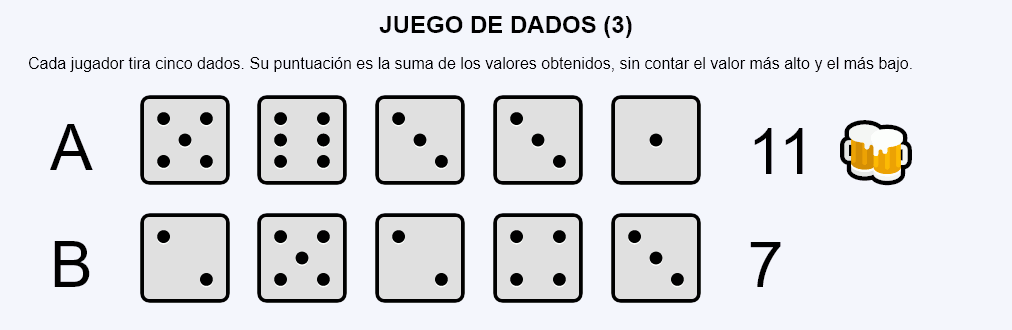 JUEGO DE DADOS (3)
Cada jugador tira cinco dados. Su puntuación es la suma de los valores obtenidos, sin contar el valor más alto y el más bajo.
A 11
B 7